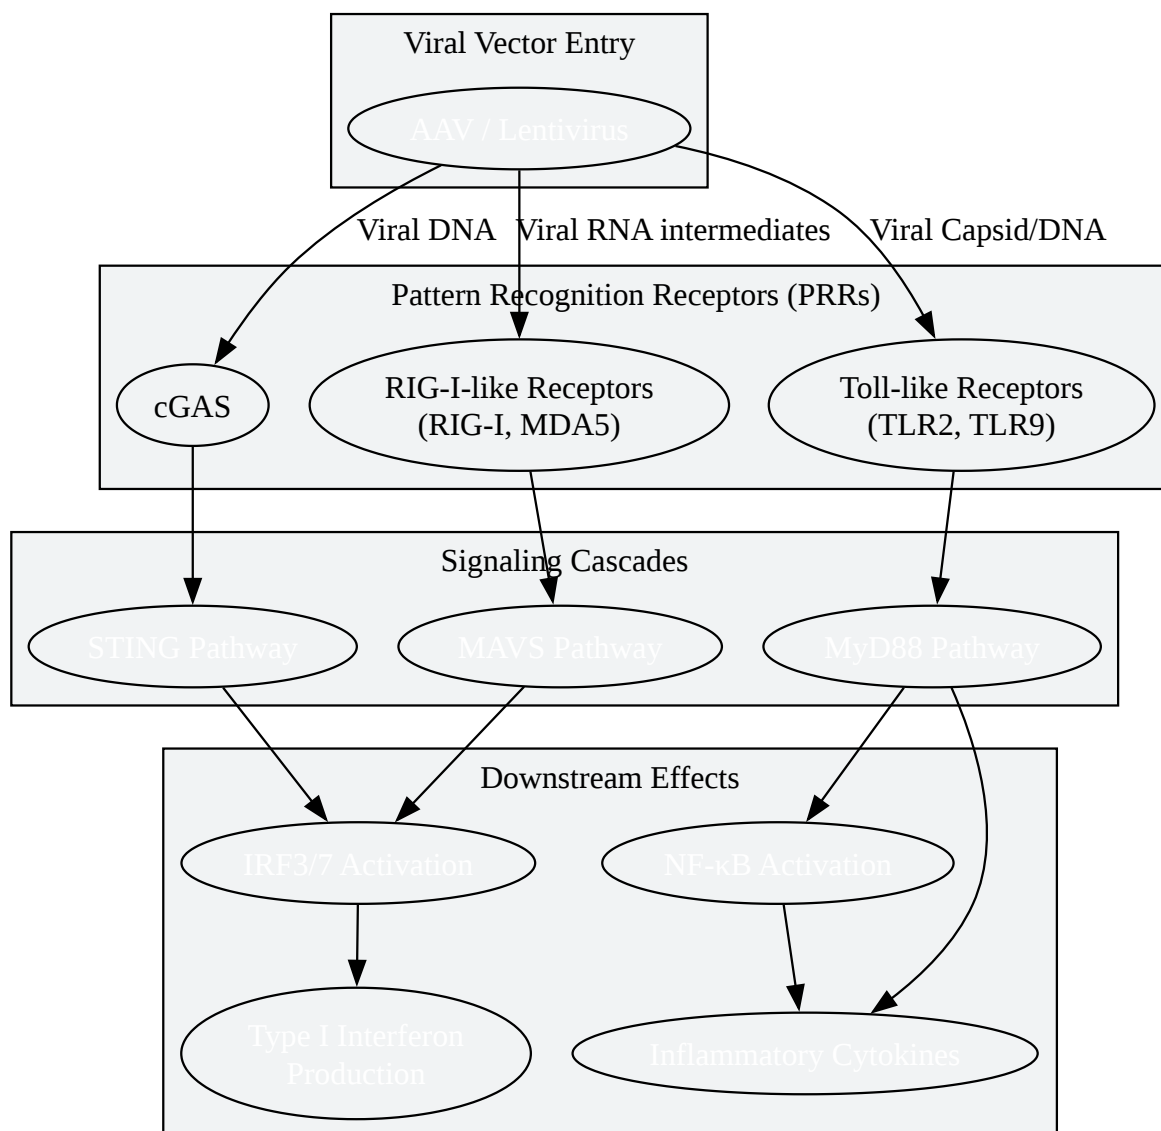 Viral Vector Entry
AAV / Lentivirus
Viral DNA
Viral RNA intermediates
Viral Capsid/DNA
Pattern Recognition Receptors (PRRs)
cGAS
RIG-I-like Receptors
(RIG-I, MDA5)
Toll-like Receptors
(TLR2, TLR9)
Signaling Cascades
STING Pathway
MAVS Pathway
MyD88 Pathway
Downstream Effects
IRF3/7 Activation
NF-κB Activation
Type I Interferon
Production
Inflammatory Cytokines